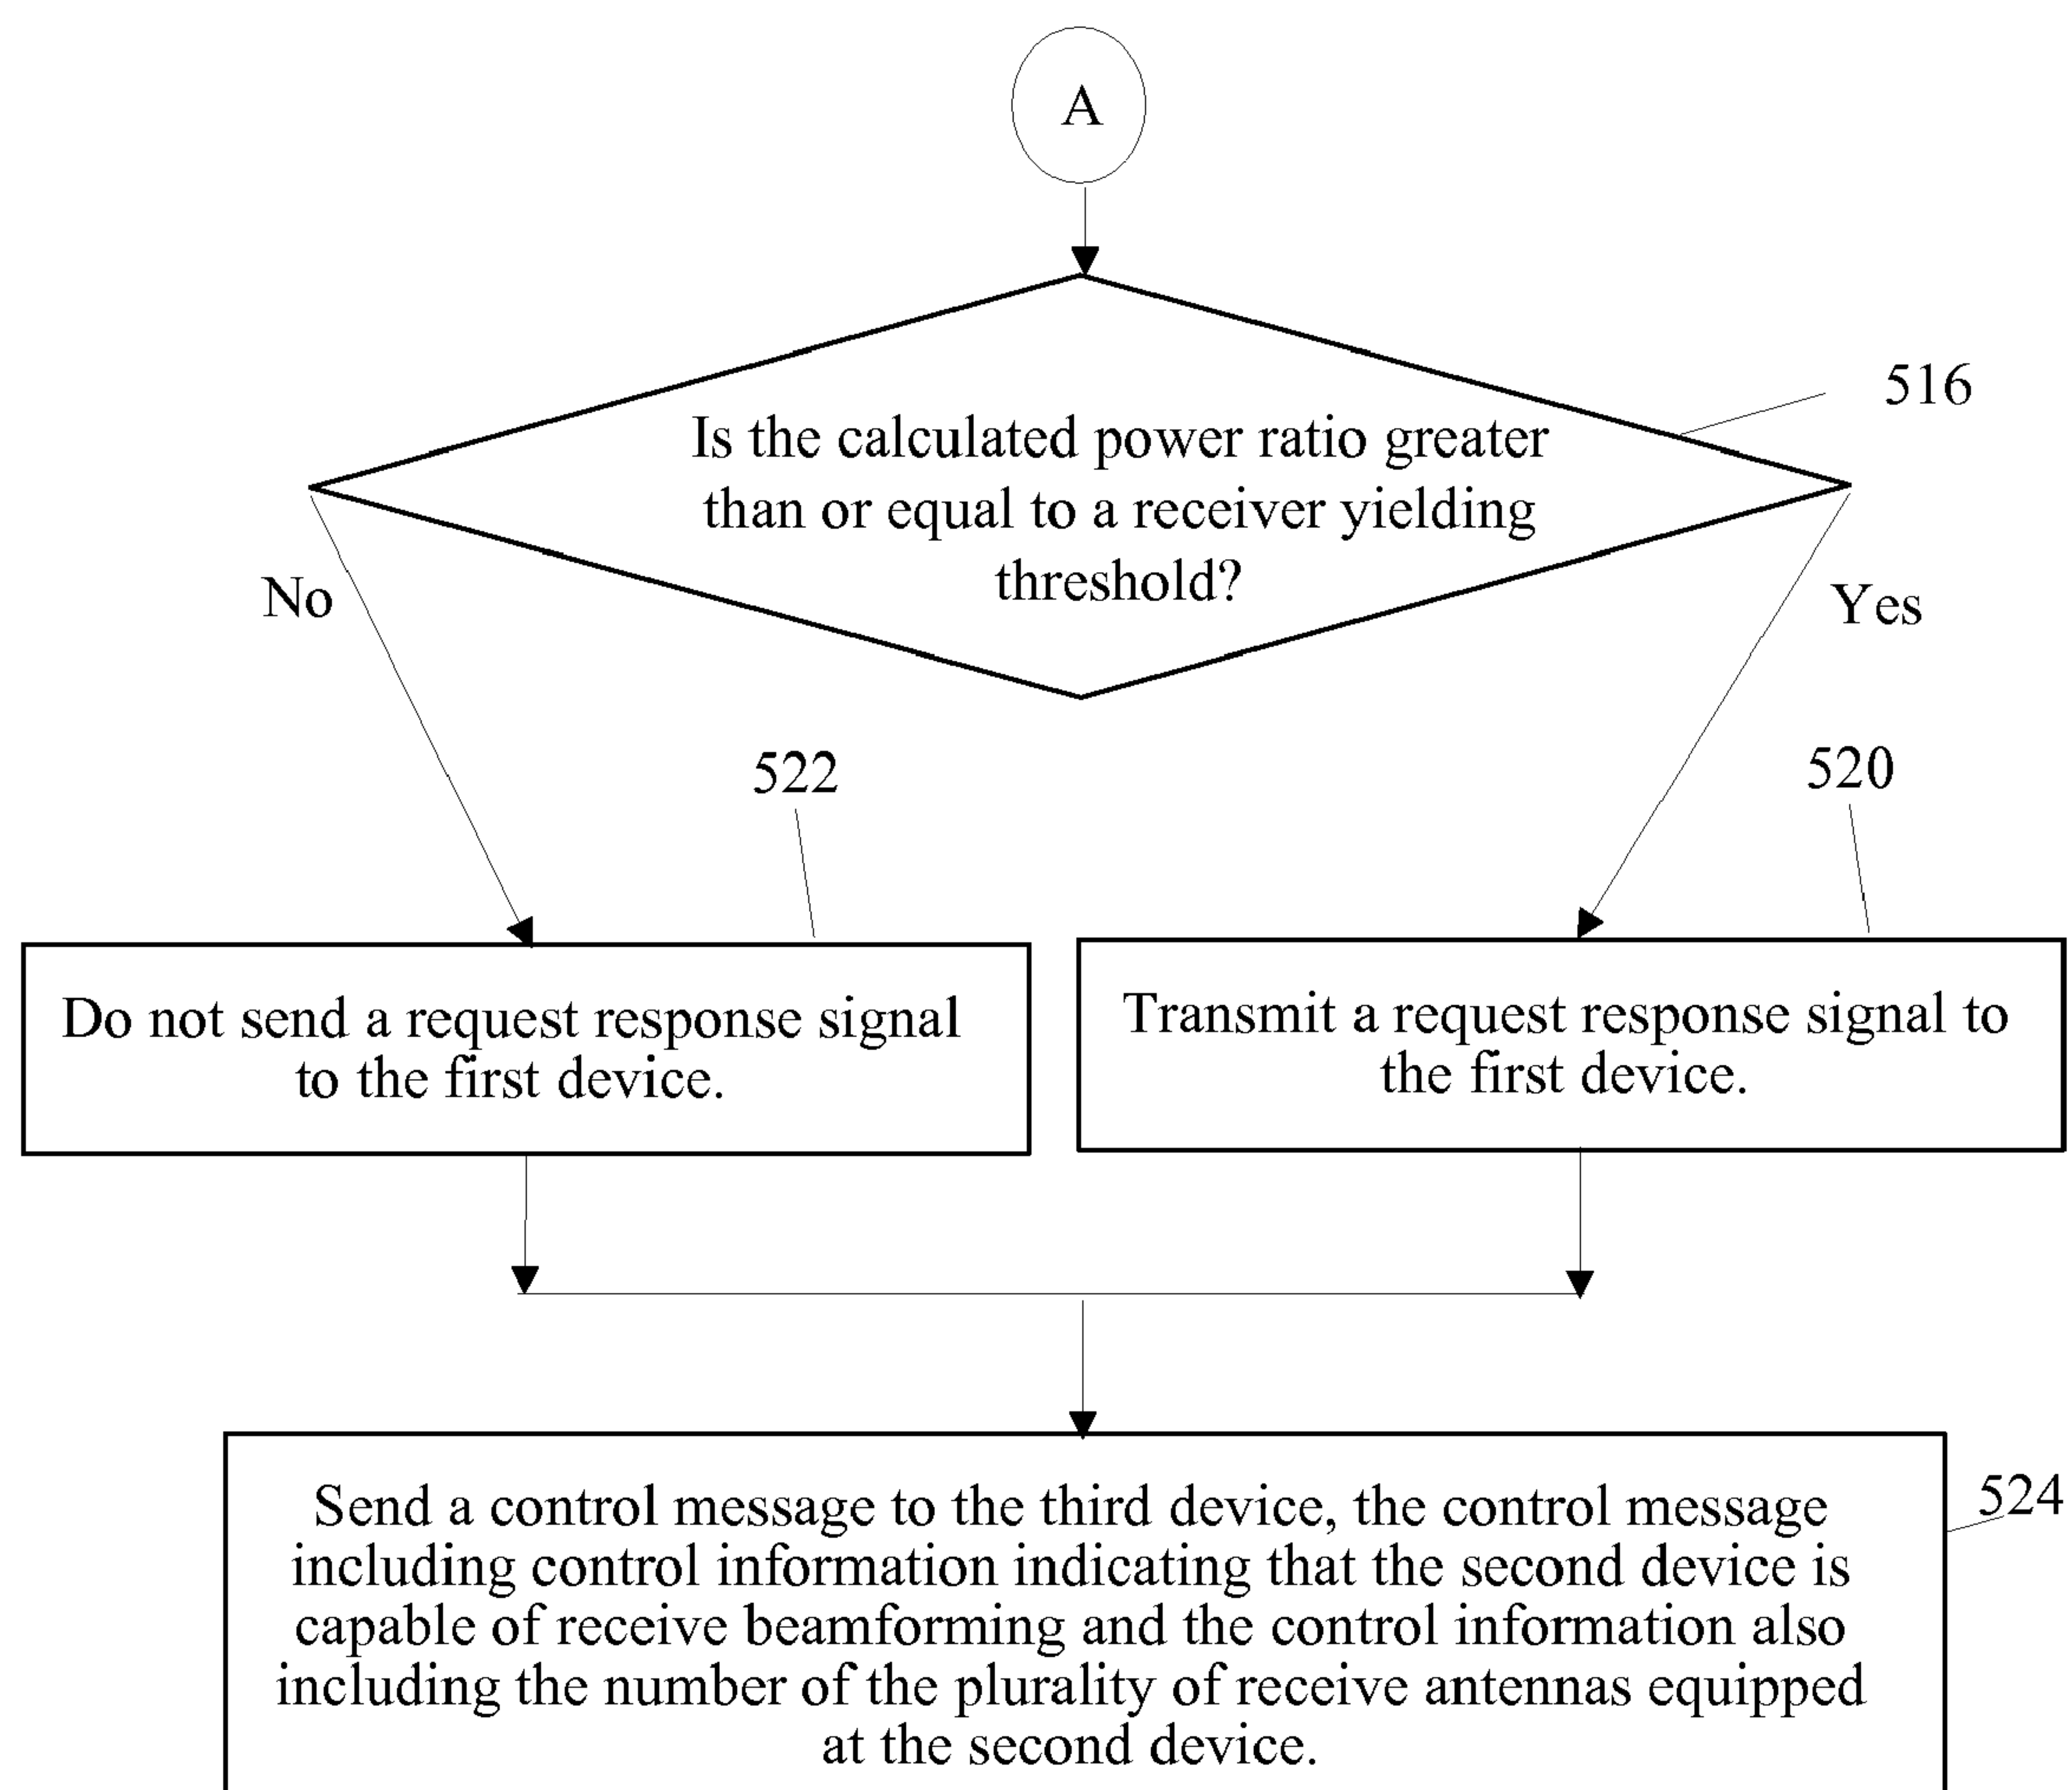 A
516
Is the calculated power ratio greater
than or equal to a receiver yielding
threshold?
No
Yes
522
520
Do not send a request response signal
to the first device.
Transmit a request response signal to
the first device.
524
Send a control message to the third device, the control message
including control information indicating that the second device is
capable of receive beamforming and the control information also
including the number of the plurality of receive antennas equipped
at the second device.